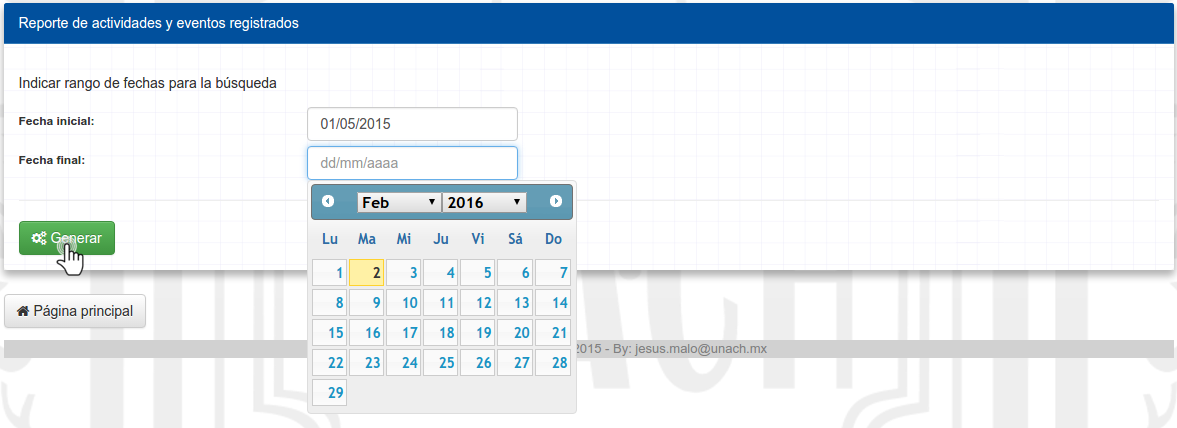 Reporte de actividades y eventos registrados
Indicar rango de fechas para la búsqueda
Fecha inicial: 01/05/2015
Fecha final: dd/mm/aaaa
Feb 2016
Lu Ma Mi Ju Vi Sá Do
1 2 3 4 5 6 7
8 9 10 11 12 13 14
15 16 17 18 19 20 21
22 23 24 25 26 27 28
29
Generar
Página principal
2015 - By: jesus.malo@unach.mx